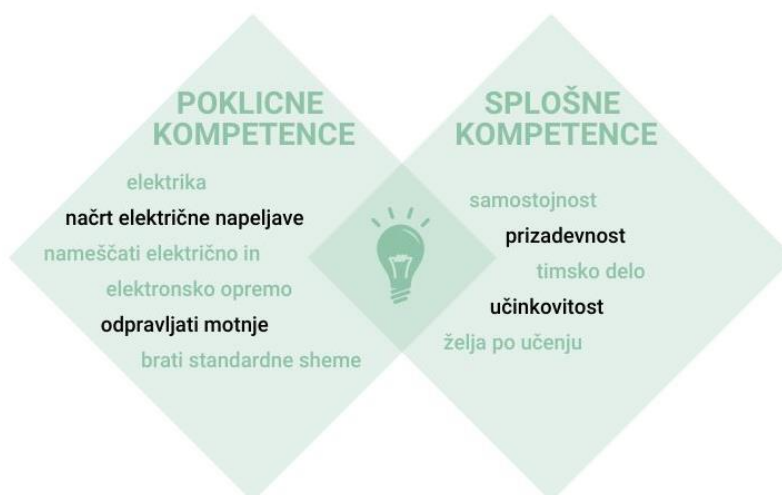 POKLICNE
KOMPETENCE
elektrika
načrt električne napeljave
nameščati električno in
elektronsko opremo
odpravljati motnje
brati standardne sheme
SPLOŠNE
KOMPETENCE
samostojnost
prizadevnost
timsko delo
učinkovitost
želja po učenju